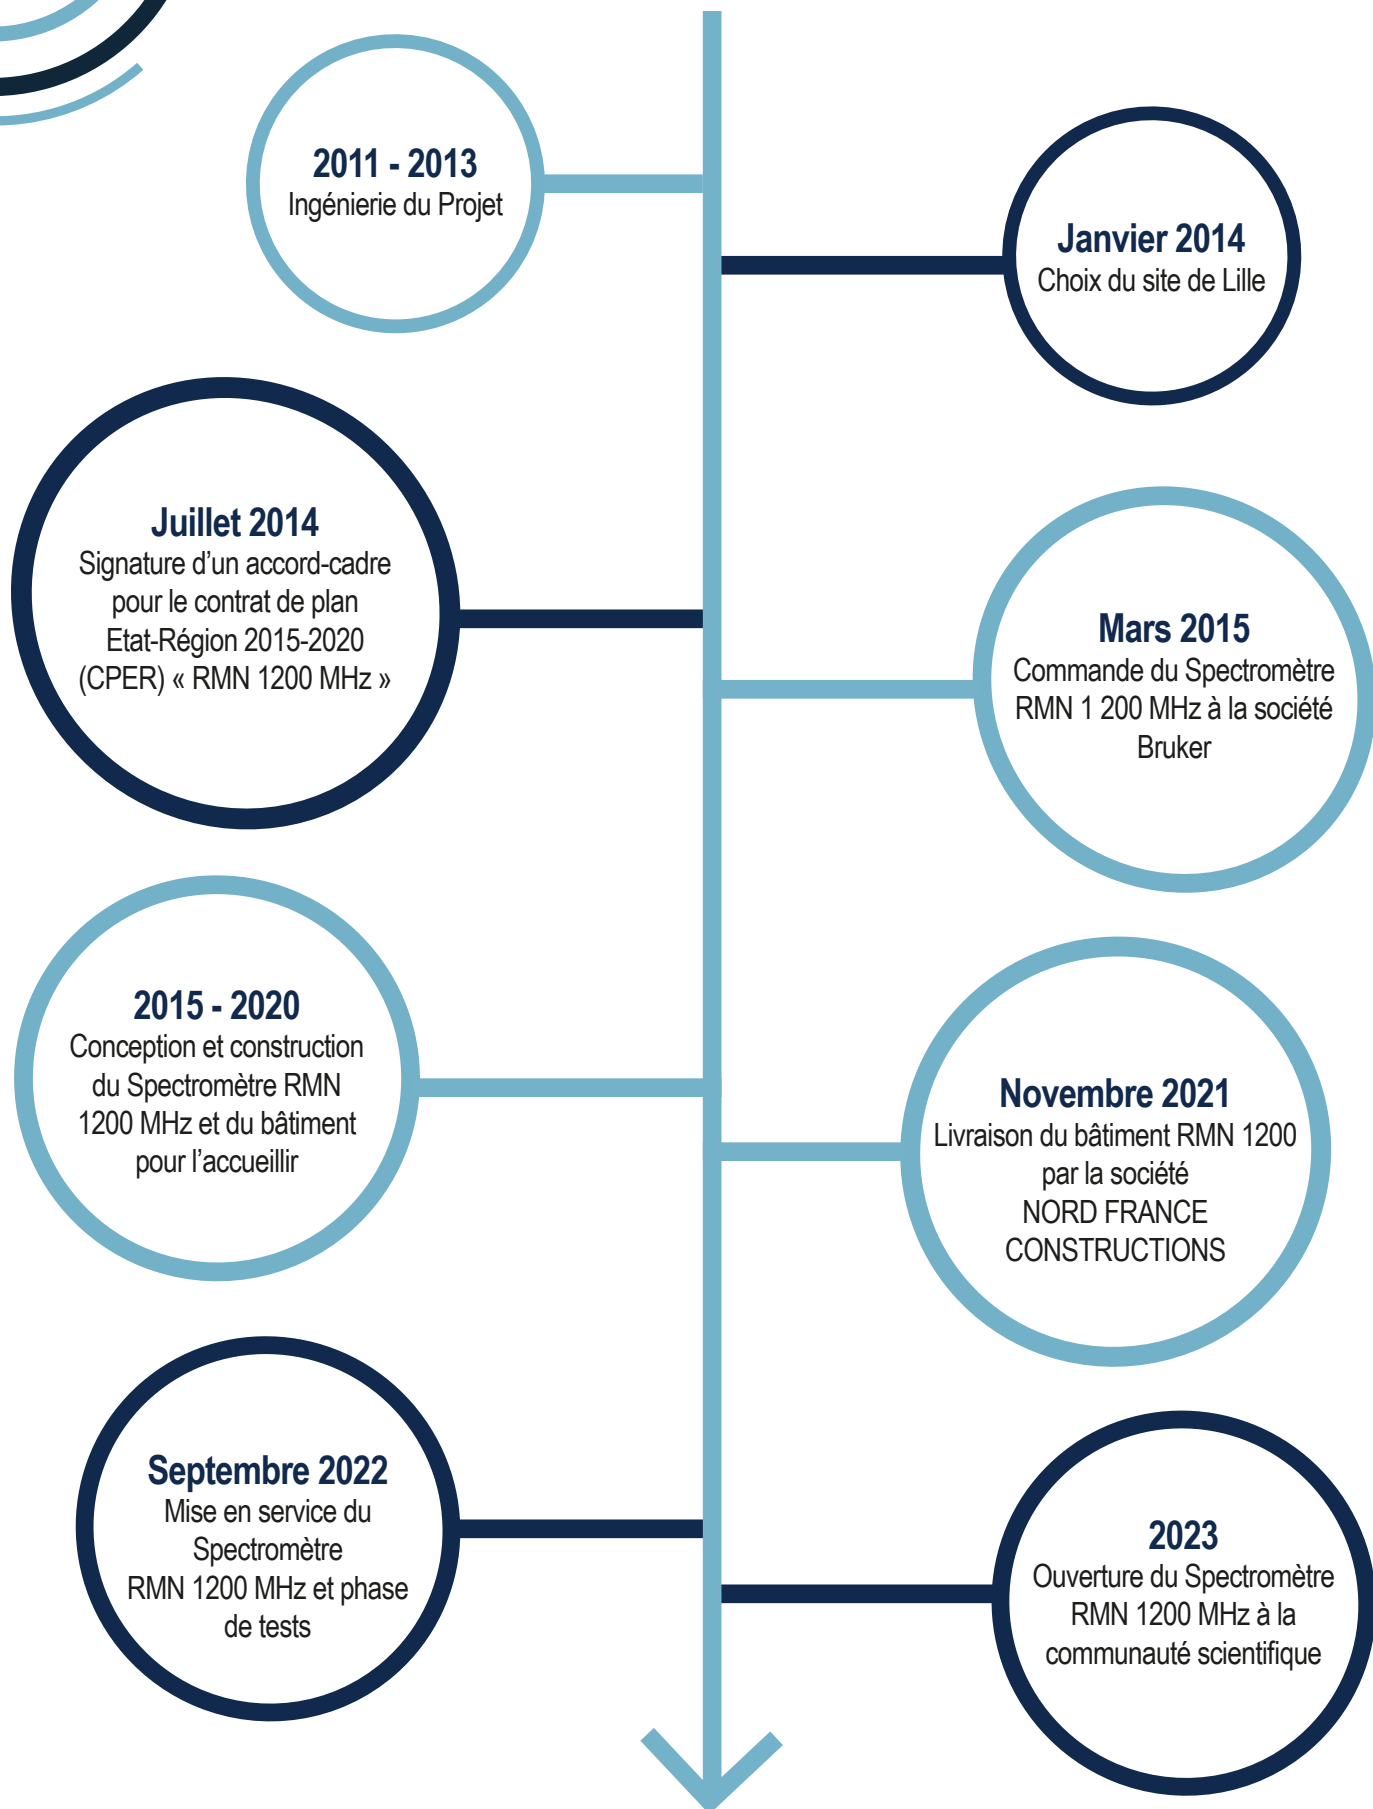 2011 - 2013
Ingénierie du Projet
Janvier 2014
Choix du site de Lille
Juillet 2014
Signature d’un accord-cadre
pour le contrat de plan
Etat-Région 2015-2020
(CPER) « RMN 1200 MHz »
Mars 2015
Commande du Spectromètre
RMN 1 200 MHz à la société
Bruker
2015 - 2020
Conception et construction
du Spectromètre RMN
1200 MHz et du bâtiment
pour l’accueillir
Novembre 2021
Livraison du bâtiment RMN 1200
par la société
NORD FRANCE
CONSTRUCTIONS
Septembre 2022
Mise en service du
Spectromètre
RMN 1200 MHz et phase
de tests
2023
Ouverture du Spectromètre
RMN 1200 MHz à la
communauté scientifique